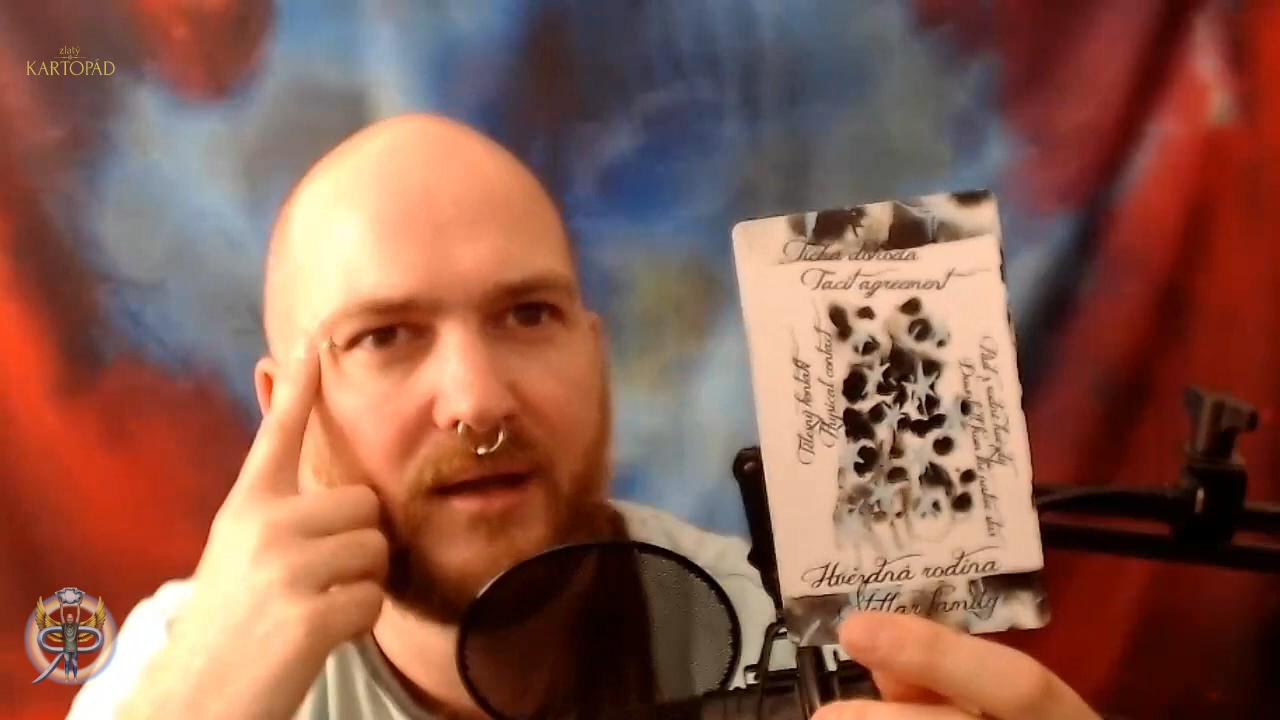 zlatý
KARTOPÁD
Tichá dohoda
Tacit agreement
Tělesný kontakt
Physical contact
Hvězdná rodina
Stellar family